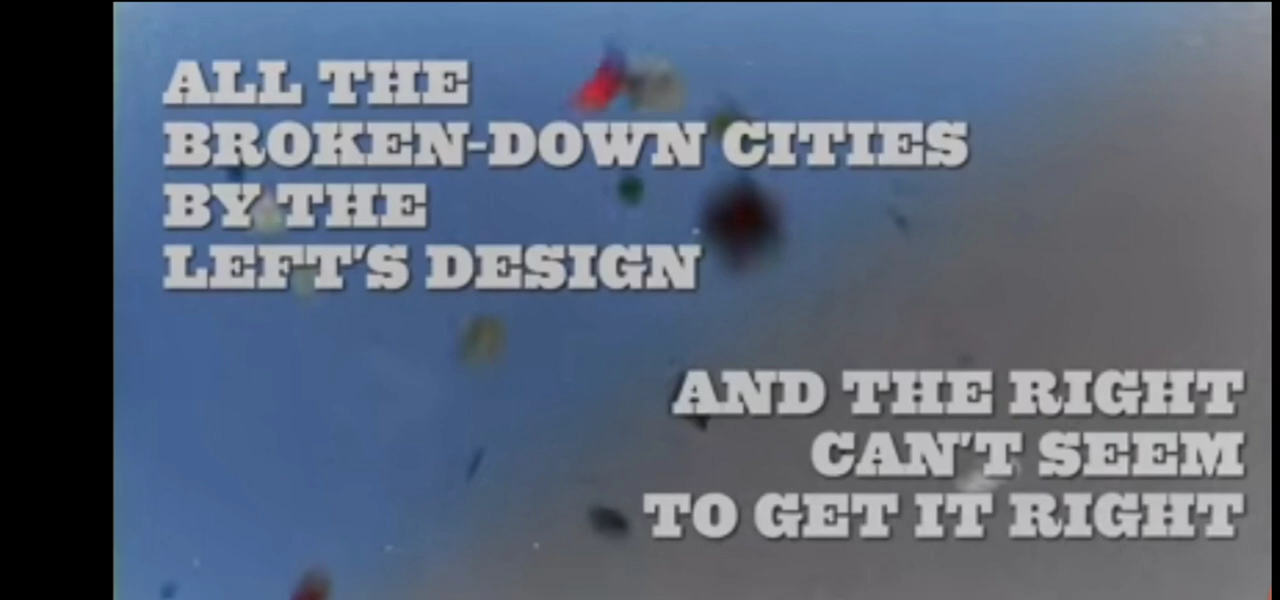 ALL THE
BROKEN-DOWN CITIES
BY THE
LEFT'S DESIGN
AND THE RIGHT
CAN'T SEEM
TO GET IT RIGHT